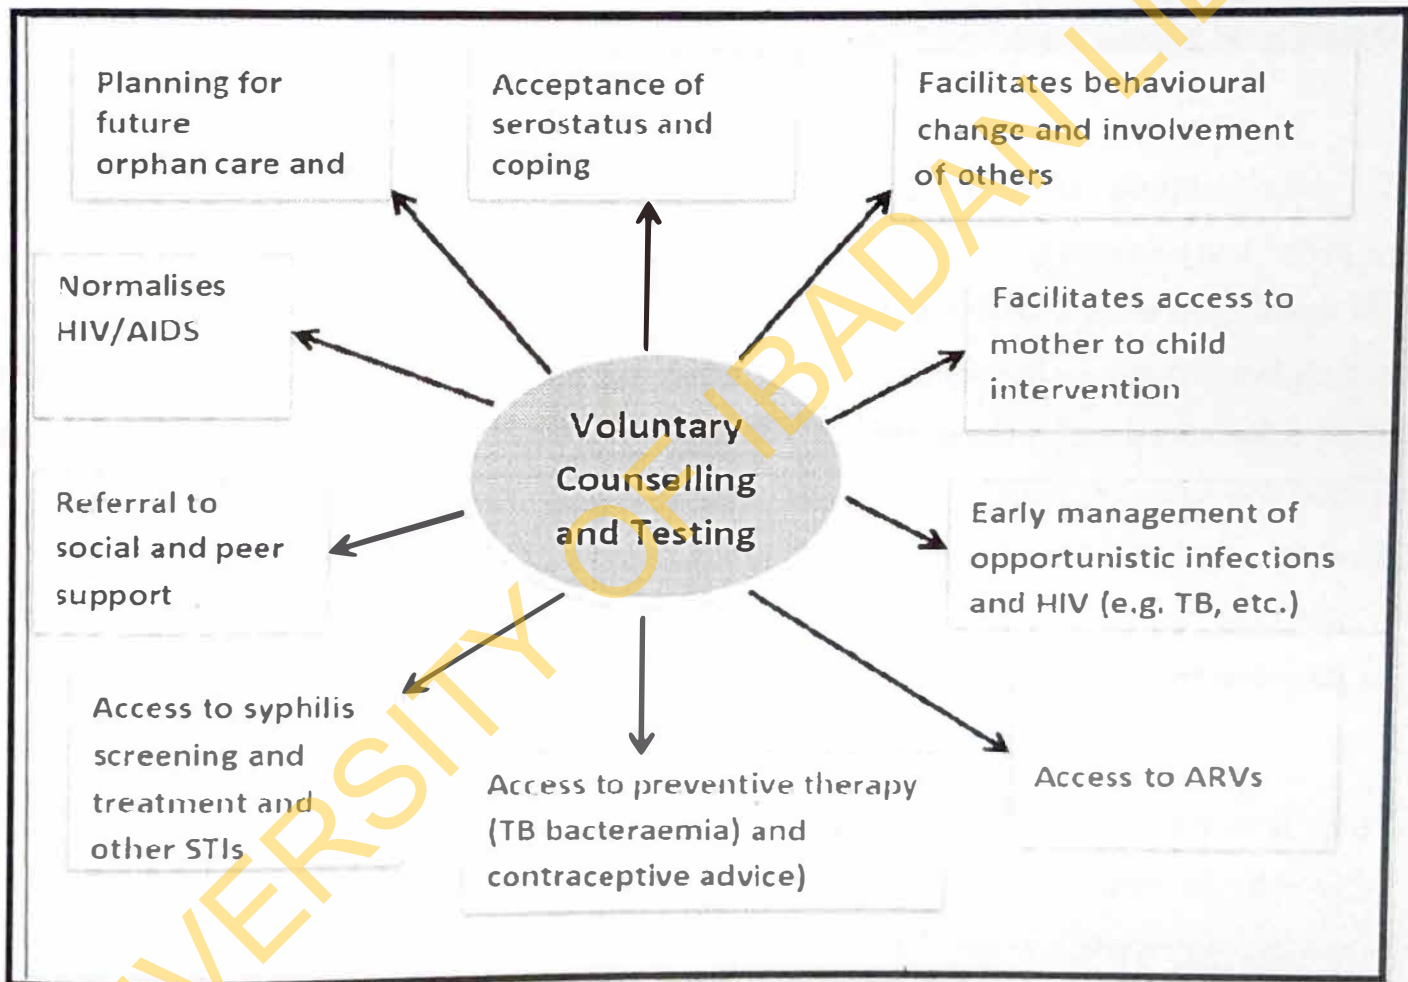 Planning for
future
orphan care and
Acceptance of
serostatus and
coping
Facilitates behavioural
change and involvement
of others
Normalises
HIV/AIDS
Facilitates access to
mother to child
intervention
Voluntary
Counselling
and Testing
Referral to
social and peer
support
Early management of
opportunistic infections
and HIV (e.g. TB, etc.)
Access to syphilis
screening and
treatment and
other STIs
Access to preventive therapy
(TB bacteraemia) and
contraceptive advice)
Access to ARVs
VERSITY OF IBADAN LIB